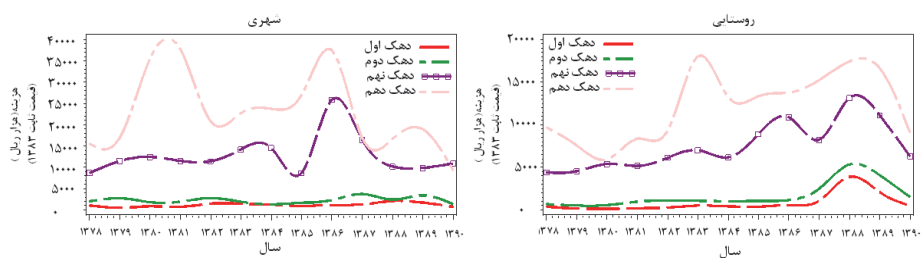 شهری
۴۰۰۰۰
۳۵۰۰۰
۳۰۰۰۰
۲۵۰۰۰
۲۰۰۰۰
۱۵۰۰۰
۱۰۰۰۰
۵۰۰۰
۰
هزینه( هزار ریال )
(قیمت ثابت ۱۳۸۳)
دهک اول
دهک دوم
دهک نهم
دهک دهم
۱۳۷۸ ۱۳۷۹ ۱۳۸۰ ۱۳۸۱ ۱۳۸۲ ۱۳۸۳ ۱۳۸۴ ۱۳۸۵ ۱۳۸۶ ۱۳۸۷ ۱۳۸۸ ۱۳۸۹ ۱۳۹۰
سال
روستایی
۲۰۰۰۰
۱۵۰۰۰
۱۰۰۰۰
۵۰۰۰
۰
هزینه( هزار ریال )
(قیمت ثابت ۱۳۸۳)
دهک اول
دهک دوم
دهک نهم
دهک دهم
۱۳۷۸ ۱۳۷۹ ۱۳۸۰ ۱۳۸۱ ۱۳۸۲ ۱۳۸۳ ۱۳۸۴ ۱۳۸۵ ۱۳۸۶ ۱۳۸۷ ۱۳۸۸ ۱۳۸۹ ۱۳۹۰
سال